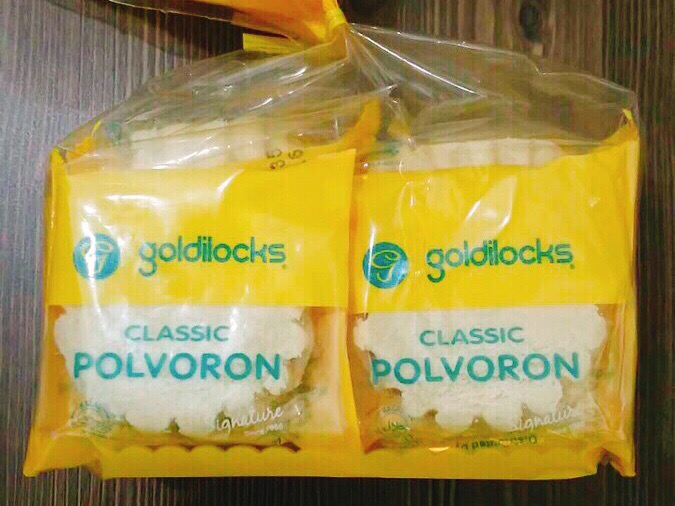 goldilocks
CLASSIC
POLVORON
Signature
goldilocks
CLASSIC
POLVORON
Signature